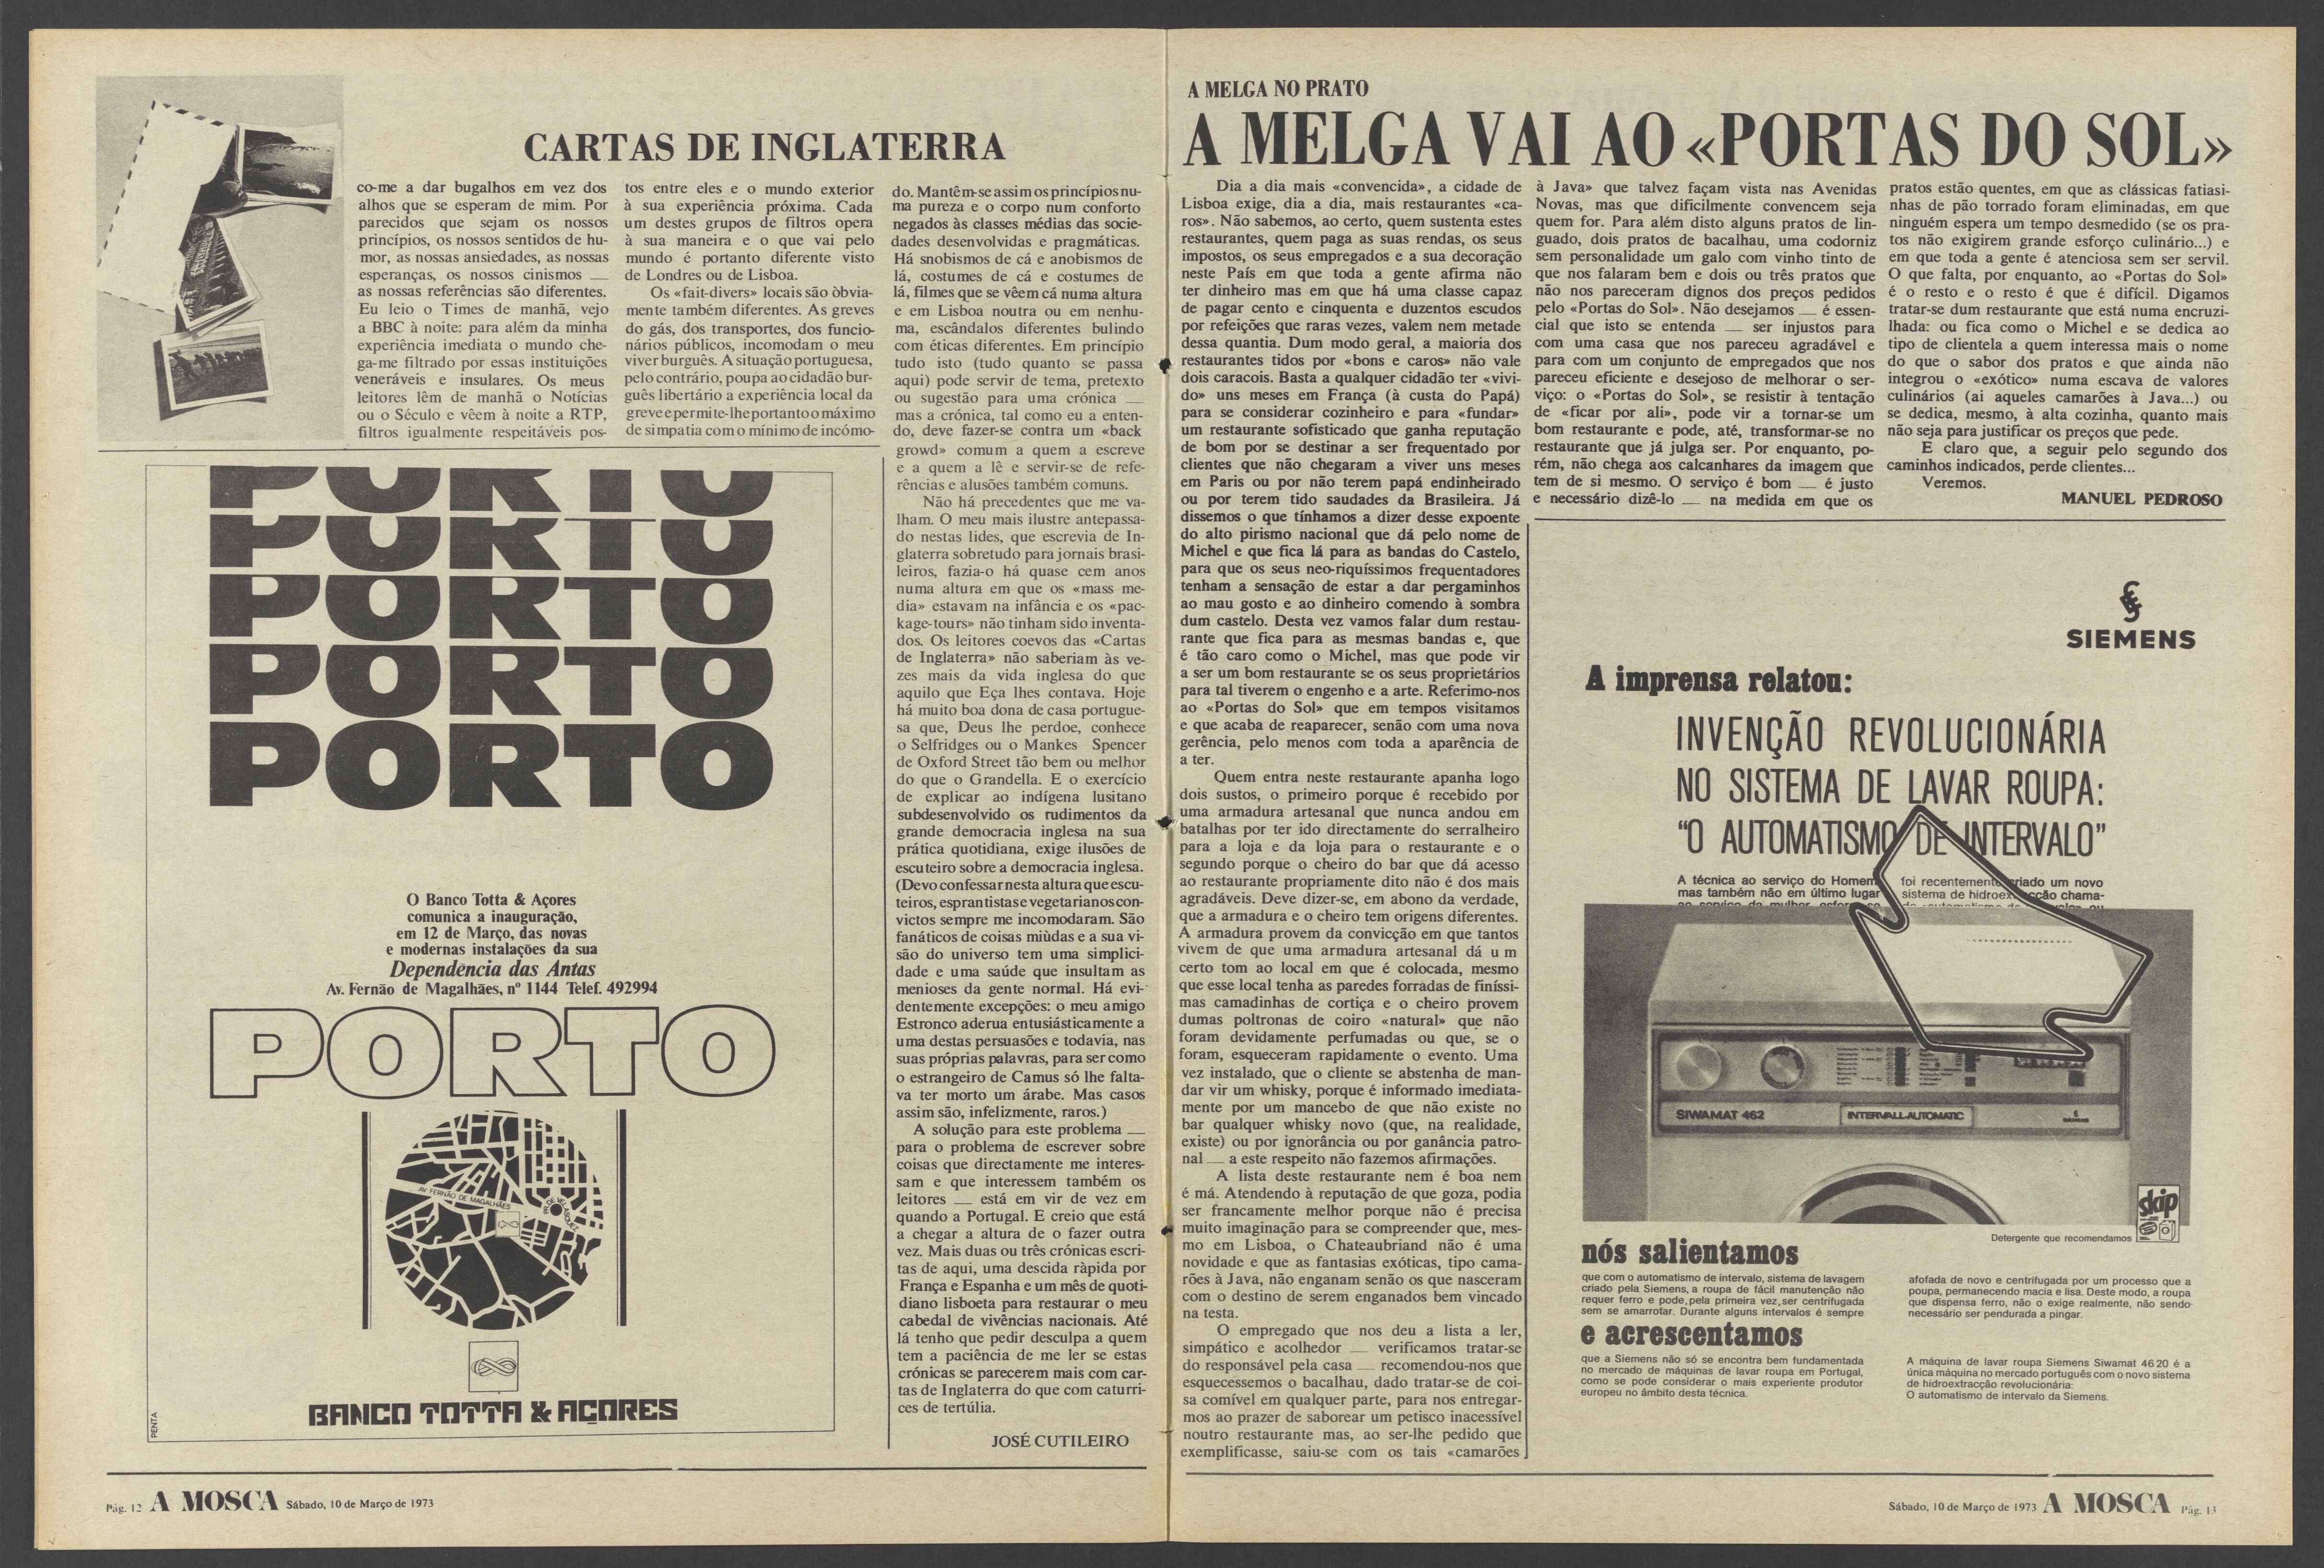 CARTAS DE INGLATERRA
co-me a dar bugalhos em vez dos
alhos que se esperam de mim. Por
parecidos que sejam os nossos
princípios, os nossos sentidos de hu-
mor, as nossas ansiedades, as nossas
esperanças, os nossos cinismos —
as nossas referências são diferentes.
Eu leio o Times de manhã, vejo
a BBC à noite: para além da minha
experiência imediata o mundo che-
ga-me filtrado por essas instituições
veneráveis e insulares. Os meus
leitores lêm de manhã o Notícias
ou o Século e vêem à noite a RTP,
filtros igualmente respeitáveis pos-
tos entre eles e o mundo exterior
à sua experiência próxima. Cada
um destes grupos de filtros opera
à sua maneira e o que vai pelo
mundo é portanto diferente visto
de Londres ou de Lisboa.
Os «fait-divers» locais são òbvia-
mente também diferentes. As greves
do gás, dos transportes, dos funcio-
nários públicos, incomodam o meu
viver burguês. A situação portuguesa,
pelo contrário, poupa ao cidadão bur-
guês libertário a experiência local da
greve e permite-lhe portanto o máximo
de simpatia com o mínimo de incómo-
do. Mantêm-se assim os princípios nu-
ma pureza e o corpo num conforto
negados às classes médias das socie-
dades desenvolvidas e pragmáticas.
Há snobismos de cá e anobismos de
lá, costumes de cá e costumes de
lá, filmes que se vêem cá numa altura
e em Lisboa noutra ou em nenhu-
ma, escândalos diferentes bulindo
com éticas diferentes. Em princípio
tudo isto (tudo quanto se passa
aqui) pode servir de tema, pretexto
ou sugestão para uma crónica —
mas a crónica, tal como eu a enten-
do, deve fazer-se contra um «back
growd» comum a quem a escreve
e a quem a lê e servir-se de refe-
rências e alusões também comuns.
Não há precedentes que me va-
lham. O meu mais ilustre antepassa-
do nestas lides, que escrevia de In-
glaterra sobretudo para jornais brasi-
leiros, fazia-o há quase cem anos
numa altura em que os «mass me-
dia» estavam na infância e os «pac-
kage-tours» não tinham sido inventa-
dos. Os leitores coevos das «Cartas
de Inglaterra» não saberiam às ve-
zes mais da vida inglesa do que
aquilo que Eça lhes contava. Hoje
há muito boa dona de casa portugue-
sa que, Deus lhe perdoe, conhece
o Selfridges ou o Mankes Spencer
de Oxford Street tão bem ou melhor
do que o Grandella. E o exercício
de explicar ao indígena lusitano
subdesenvolvido os rudimentos da
grande democracia inglesa na sua
prática quotidiana, exige ilusões de
escuteiro sobre a democracia inglesa.
(Devo confessar nesta altura que escu-
teiros, esprantistas e vegetarianos con-
victos sempre me incomodaram. São
fanáticos de coisas miùdas e a sua vi-
são do universo tem uma simplici-
dade e uma saúde que insultam as
menioses da gente normal. Há evi-
dentemente excepções: o meu amigo
Estronco aderua entusiásticamente a
uma destas persuasões e todavia, nas
suas próprias palavras, para ser como
o estrangeiro de Camus só lhe falta-
va ter morto um árabe. Mas casos
assim são, infelizmente, raros.)
A solução para este problema —
para o problema de escrever sobre
coisas que directamente me interes-
sam e que interessem também os
leitores — está em vir de vez em
quando a Portugal. E creio que está
a chegar a altura de o fazer outra
vez. Mais duas ou três crónicas escri-
tas de aqui, uma descida ràpida por
França e Espanha e um mês de quoti-
diano lisboeta para restaurar o meu
cabedal de vivências nacionais. Até
lá tenho que pedir desculpa a quem
tem a paciência de me ler se estas
crónicas se parecerem mais com car-
tas de Inglaterra do que com caturri-
ces de tertúlia.
JOSÉ CUTILEIRO
PORTO
PORTO
PORTO
PORTO
PORTO
O Banco Totta & Açores
comunica a inauguração,
em 12 de Março, das novas
e modernas instalações da sua
Dependência das Antas
Av. Fernão de Magalhães, nº 1144 Telef. 492994
PORTO
AV FERNÃO DE MAGALHÃES
PR. DE VELASQUEZ
BANCO TOTTA & AÇORES
PENTA
Pág. 12 A MOSCA Sábado, 10 de Março de 1973
A MELGA NO PRATO
A MELGA VAI AO «PORTAS DO SOL»
Dia a dia mais «convencida», a cidade de
Lisboa exige, dia a dia, mais restaurantes «ca-
ros». Não sabemos, ao certo, quem sustenta estes
restaurantes, quem paga as suas rendas, os seus
impostos, os seus empregados e a sua decoração
neste País em que toda a gente afirma não
ter dinheiro mas em que há uma classe capaz
de pagar cento e cinquenta e duzentos escudos
por refeições que raras vezes, valem nem metade
dessa quantia. Dum modo geral, a maioria dos
restaurantes tidos por «bons e caros» não vale
dois caracois. Basta a qualquer cidadão ter «vivi-
do» uns meses em França (à custa do Papá)
para se considerar cozinheiro e para «fundar»
um restaurante sofisticado que ganha reputação
de bom por se destinar a ser frequentado por
clientes que não chegaram a viver uns meses
em Paris ou por não terem papá endinheirado
ou por terem tido saudades da Brasileira. Já
dissemos o que tínhamos a dizer desse expoente
do alto pirismo nacional que dá pelo nome de
Michel e que fica lá para as bandas do Castelo,
para que os seus neo-riquíssimos frequentadores
tenham a sensação de estar a dar pergaminhos
ao mau gosto e ao dinheiro comendo à sombra
dum castelo. Desta vez vamos falar dum restau-
rante que fica para as mesmas bandas e, que
é tão caro como o Michel, mas que pode vir
a ser um bom restaurante se os seus proprietários
para tal tiverem o engenho e a arte. Referimo-nos
ao «Portas do Sol» que em tempos visitamos
e que acaba de reaparecer, senão com uma nova
gerência, pelo menos com toda a aparência de
a ter.
Quem entra neste restaurante apanha logo
dois sustos, o primeiro porque é recebido por
uma armadura artesanal que nunca andou em
batalhas por ter ido directamente do serralheiro
para a loja e da loja para o restaurante e o
segundo porque o cheiro do bar que dá acesso
ao restaurante propriamente dito não é dos mais
agradáveis. Deve dizer-se, em abono da verdade,
que a armadura e o cheiro tem origens diferentes.
A armadura provem da convicção em que tantos
vivem de que uma armadura artesanal dá um
certo tom ao local em que é colocada, mesmo
que esse local tenha as paredes forradas de finíssi-
mas camadinhas de cortiça e o cheiro provem
dumas poltronas de coiro «natural» que não
foram devidamente perfumadas ou que, se o
foram, esqueceram rapidamente o evento. Uma
vez instalado, que o cliente se abstenha de man-
dar vir um whisky, porque é informado imediata-
mente por um mancebo de que não existe no
bar qualquer whisky novo (que, na realidade,
existe) ou por ignorância ou por ganância patro-
nal — a este respeito não fazemos afirmações.
A lista deste restaurante nem é boa nem
é má. Atendendo à reputação de que goza, podia
ser francamente melhor porque não é precisa
muito imaginação para se compreender que, mes-
mo em Lisboa, o Chateaubriand não é uma
novidade e que as fantasias exóticas, tipo cama-
rões à Java, não enganam senão os que nasceram
com o destino de serem enganados bem vincado
na testa.
O empregado que nos deu a lista a ler,
simpático e acolhedor — verificamos tratar-se
do responsável pela casa — recomendou-nos que
esquecessemos o bacalhau, dado tratar-se de coi-
sa comível em qualquer parte, para nos entregar-
mos ao prazer de saborear um petisco inacessível
noutro restaurante mas, ao ser-lhe pedido que
exemplificasse, saiu-se com os tais «camarões
à Java» que talvez façam vista nas Avenidas
Novas, mas que dificilmente convencem seja
quem for. Para além disto alguns pratos de lin-
guado, dois pratos de bacalhau, uma codorniz
sem personalidade um galo com vinho tinto de
que nos falaram bem e dois ou três pratos que
não nos pareceram dignos dos preços pedidos
pelo «Portas do Sol». Não desejamos — é essen-
cial que isto se entenda — ser injustos para
com uma casa que nos pareceu agradável e
para com um conjunto de empregados que nos
pareceu eficiente e desejoso de melhorar o ser-
viço: o «Portas do Sol», se resistir à tentação
de «ficar por ali», pode vir a tornar-se um
bom restaurante e pode, até, transformar-se no
restaurante que já julga ser. Por enquanto, po-
rém, não chega aos calcanhares da imagem que
tem de si mesmo. O serviço é bom — é justo
e necessário dizê-lo — na medida em que os
pratos estão quentes, em que as clássicas fatiasi-
nhas de pão torrado foram eliminadas, em que
ninguém espera um tempo desmedido (se os pra-
tos não exigirem grande esforço culinário...) e
em que toda a gente é atenciosa sem ser servil.
O que falta, por enquanto, ao «Portas do Sol»
é o resto e o resto é que é difícil. Digamos
tratar-se dum restaurante que está numa encruzi-
lhada: ou fica como o Michel e se dedica ao
tipo de clientela a quem interessa mais o nome
do que o sabor dos pratos e que ainda não
integrou o «exótico» numa escava de valores
culinários (ai aqueles camarões à Java...) ou
se dedica, mesmo, à alta cozinha, quanto mais
não seja para justificar os preços que pede.
E claro que, a seguir pelo segundo dos
caminhos indicados, perde clientes...
Veremos.
MANUEL PEDROSO
SIEMENS
A imprensa relatou:
INVENÇÃO REVOLUCIONÁRIA
NO SISTEMA DE LAVAR ROUPA:
"O AUTOMATISMO DE INTERVALO"
A técnica ao serviço do Homem
mas também não em último lugar
ao serviço da mulher
foi recentemente criado um novo
sistema de hidroextracção chama-
SIWAMAT 462
INTERVALL-AUTOMATIC
SIEMENS
skip
Detergente que recomendamos
nós salientamos
que com o automatismo de intervalo, sistema de lavagem
criado pela Siemens, a roupa de fácil manutenção não
requer ferro e pode, pela primeira vez, ser centrifugada
sem se amarrotar. Durante alguns intervalos é sempre
afofada de novo e centrifugada por um processo que a
poupa, permanecendo macia e lisa. Deste modo, a roupa
que dispensa ferro, não o exige realmente, não sendo
necessário ser pendurada a pingar.
e acrescentamos
que a Siemens não só se encontra bem fundamentada
no mercado de máquinas de lavar roupa em Portugal,
como se pode considerar o mais experiente produtor
europeu no âmbito desta técnica.
A máquina de lavar roupa Siemens Siwamat 4620 é a
única máquina no mercado português com o novo sistema
de hidroextracção revolucionária:
O automatismo de intervalo da Siemens.
Sábado, 10 de Março de 1973 A MOSCA Pág. 13